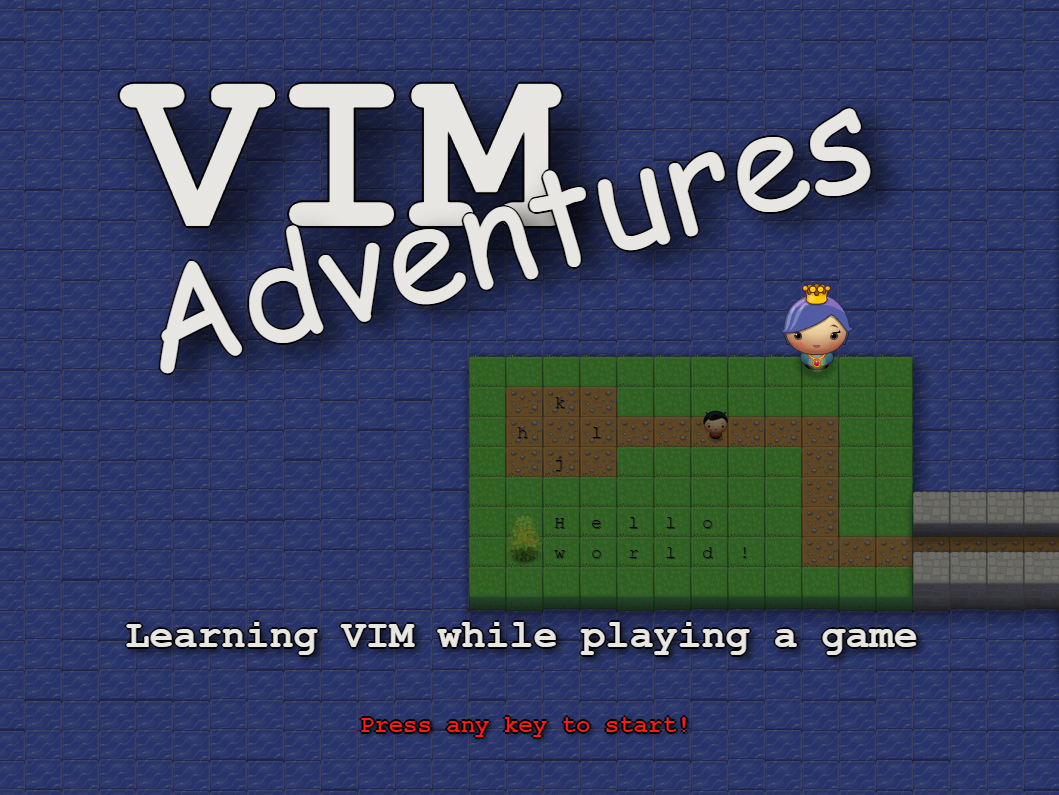 VIM
Adventures
k
h l
j
H e l l o
w o r l d !
Learning VIM while playing a game
Press any key to start!